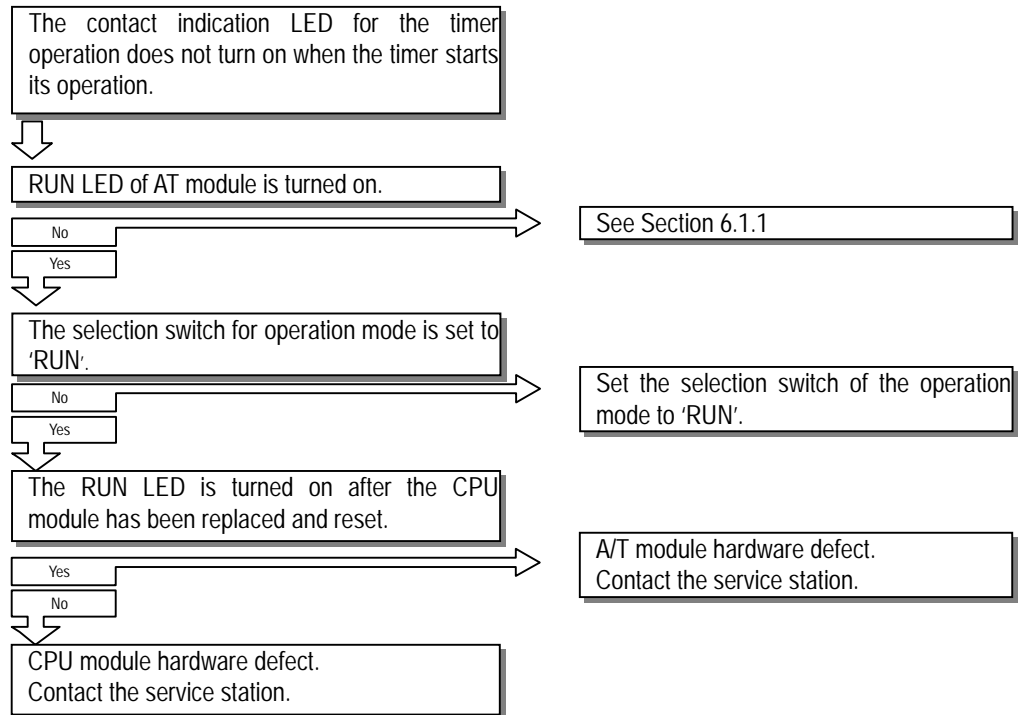 The contact indication LED for the timer
operation does not turn on when the timer starts
its operation.
RUN LED of AT module is turned on.
No
See Section 6.1.1
Yes
The selection switch for operation mode is set to
‘RUN’.
No
Set the selection switch of the operation
mode to ‘RUN’.
Yes
The RUN LED is turned on after the CPU
module has been replaced and reset.
Yes
A/T module hardware defect.
Contact the service station.
No
CPU module hardware defect.
Contact the service station.